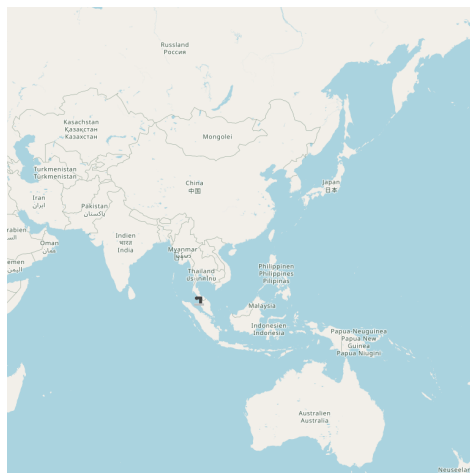 Russland
Россия
Kasachstan
Қазақстан
Казахстан
Mongolei
Turkmenistan
Türkmenistan
China
中国
Japan
日本
Iran
ایران
Pakistan
پاکستان
Indien
भारत
India
Oman
عمان
Myanmar
Thailand
ประเทศไทย
Philippinen
Philippines
Pilipinas
Malaysia
Indonesien
Indonesia
Papua-Neuguinea
Papua New
Guinea
Papua Niugini
Australien
Australia